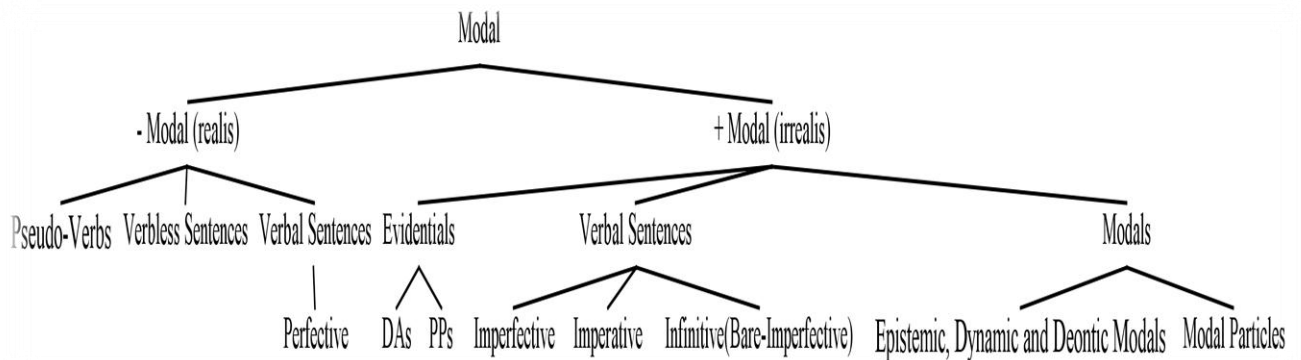 Modal
- Modal (realis) + Modal (irrealis)
Pseudo-Verbs Verbless Sentences Verbal Sentences Evidentials Verbal Sentences Modals
Perfective DAs PPs Imperfective Imperative Infinitive(Bare-Imperfective) Epistemic, Dynamic and Deontic Modals Modal Particles